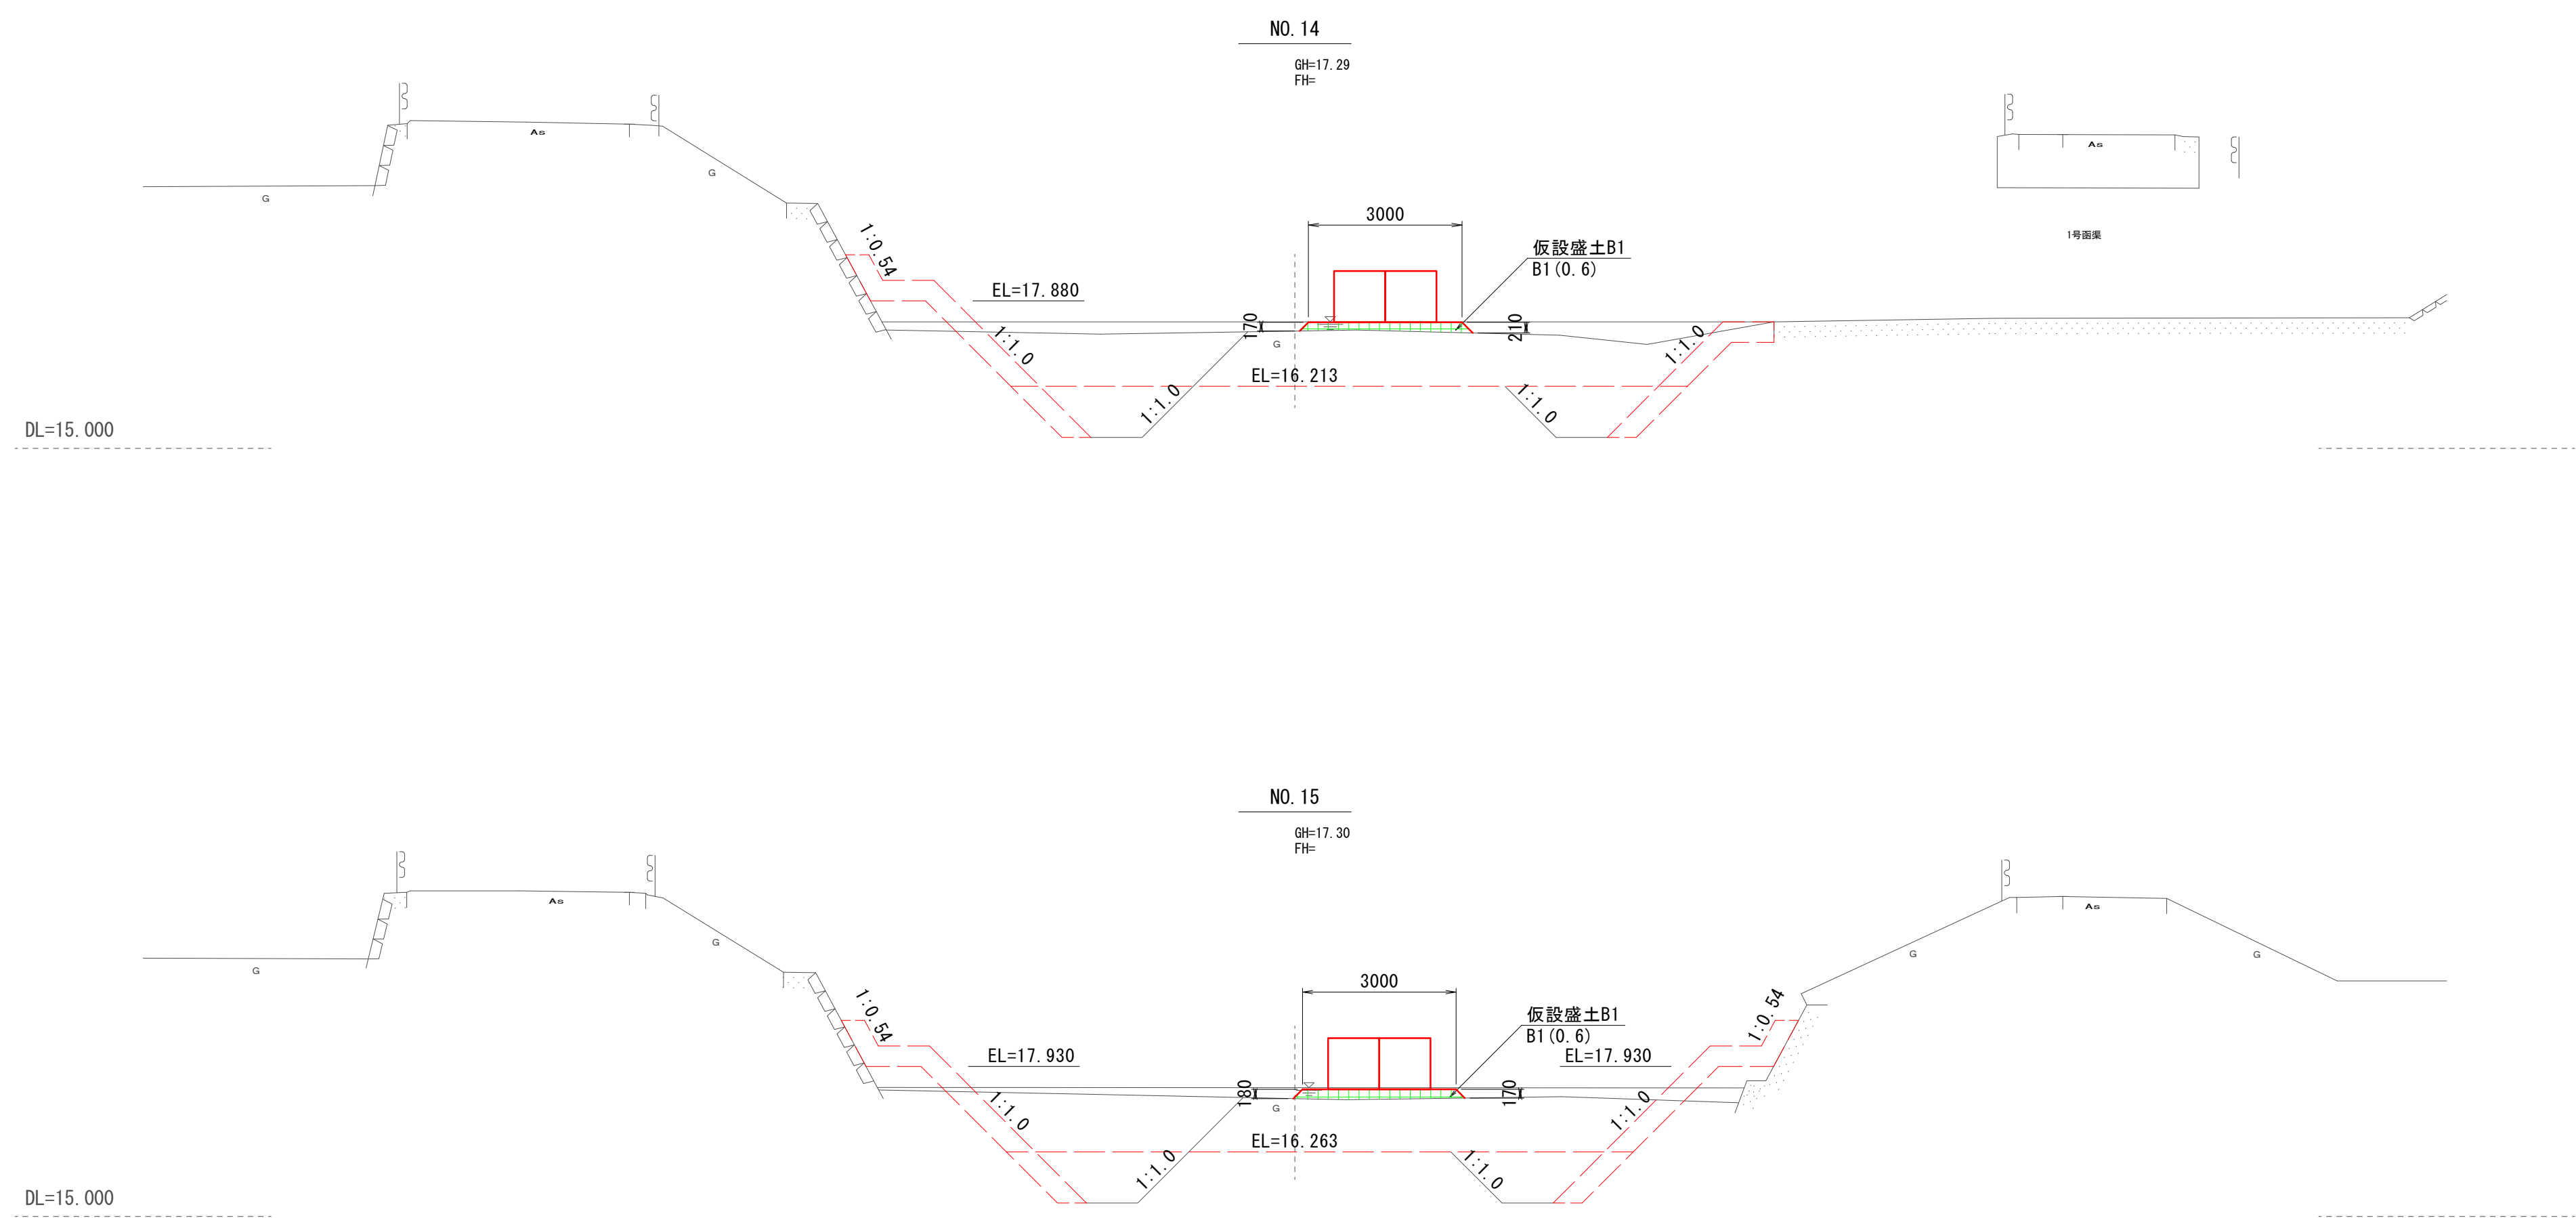 NO.14
GH=17.29
FH=
As
G
G
1:0.54
EL=17.880
3000
仮設盛土B1
B1(0.6)
As
1号函渠
170
210
G
1:1.0
1:1.0
EL=16.213
1:1.0
1:1.0
DL=15.000
NO.15
GH=17.30
FH=
As
G
G
1:0.54
EL=17.930
3000
仮設盛土B1
B1(0.6)
EL=17.930
1:0.54
As
G
G
180
170
G
1:1.0
1:1.0
EL=16.263
1:1.0
1:1.0
DL=15.000